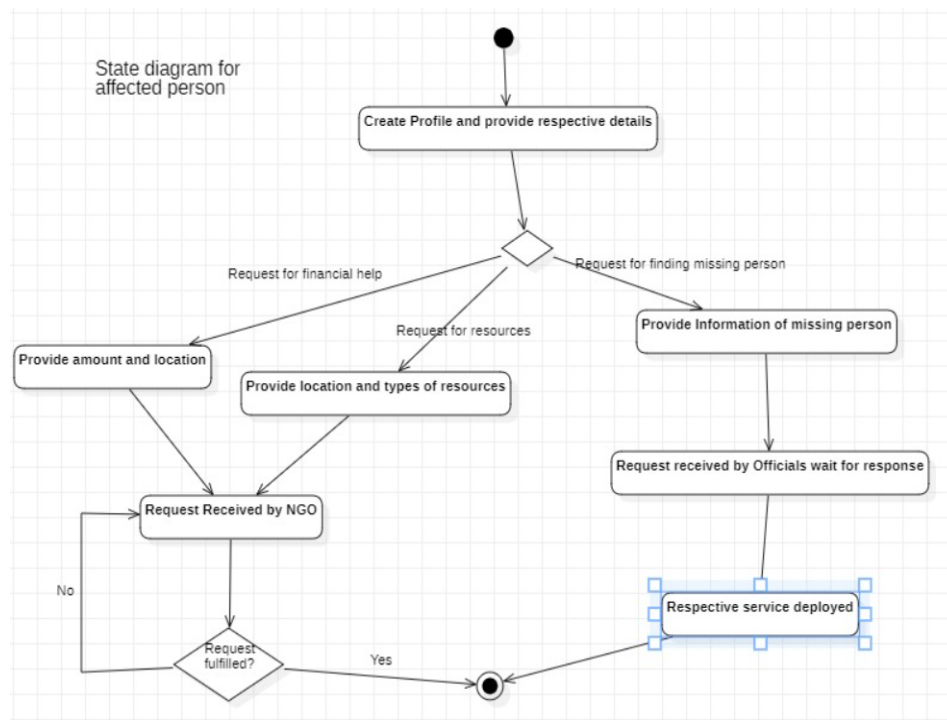 State diagram for
affected person
Create Profile and provide respective details
Request for financial help
Request for finding missing person
Request for resources
Provide Information of missing person
Provide amount and location
Provide location and types of resources
Request received by Officials wait for response
Request Received by NGO
No
Respective service deployed
Request
fulfilled?
Yes